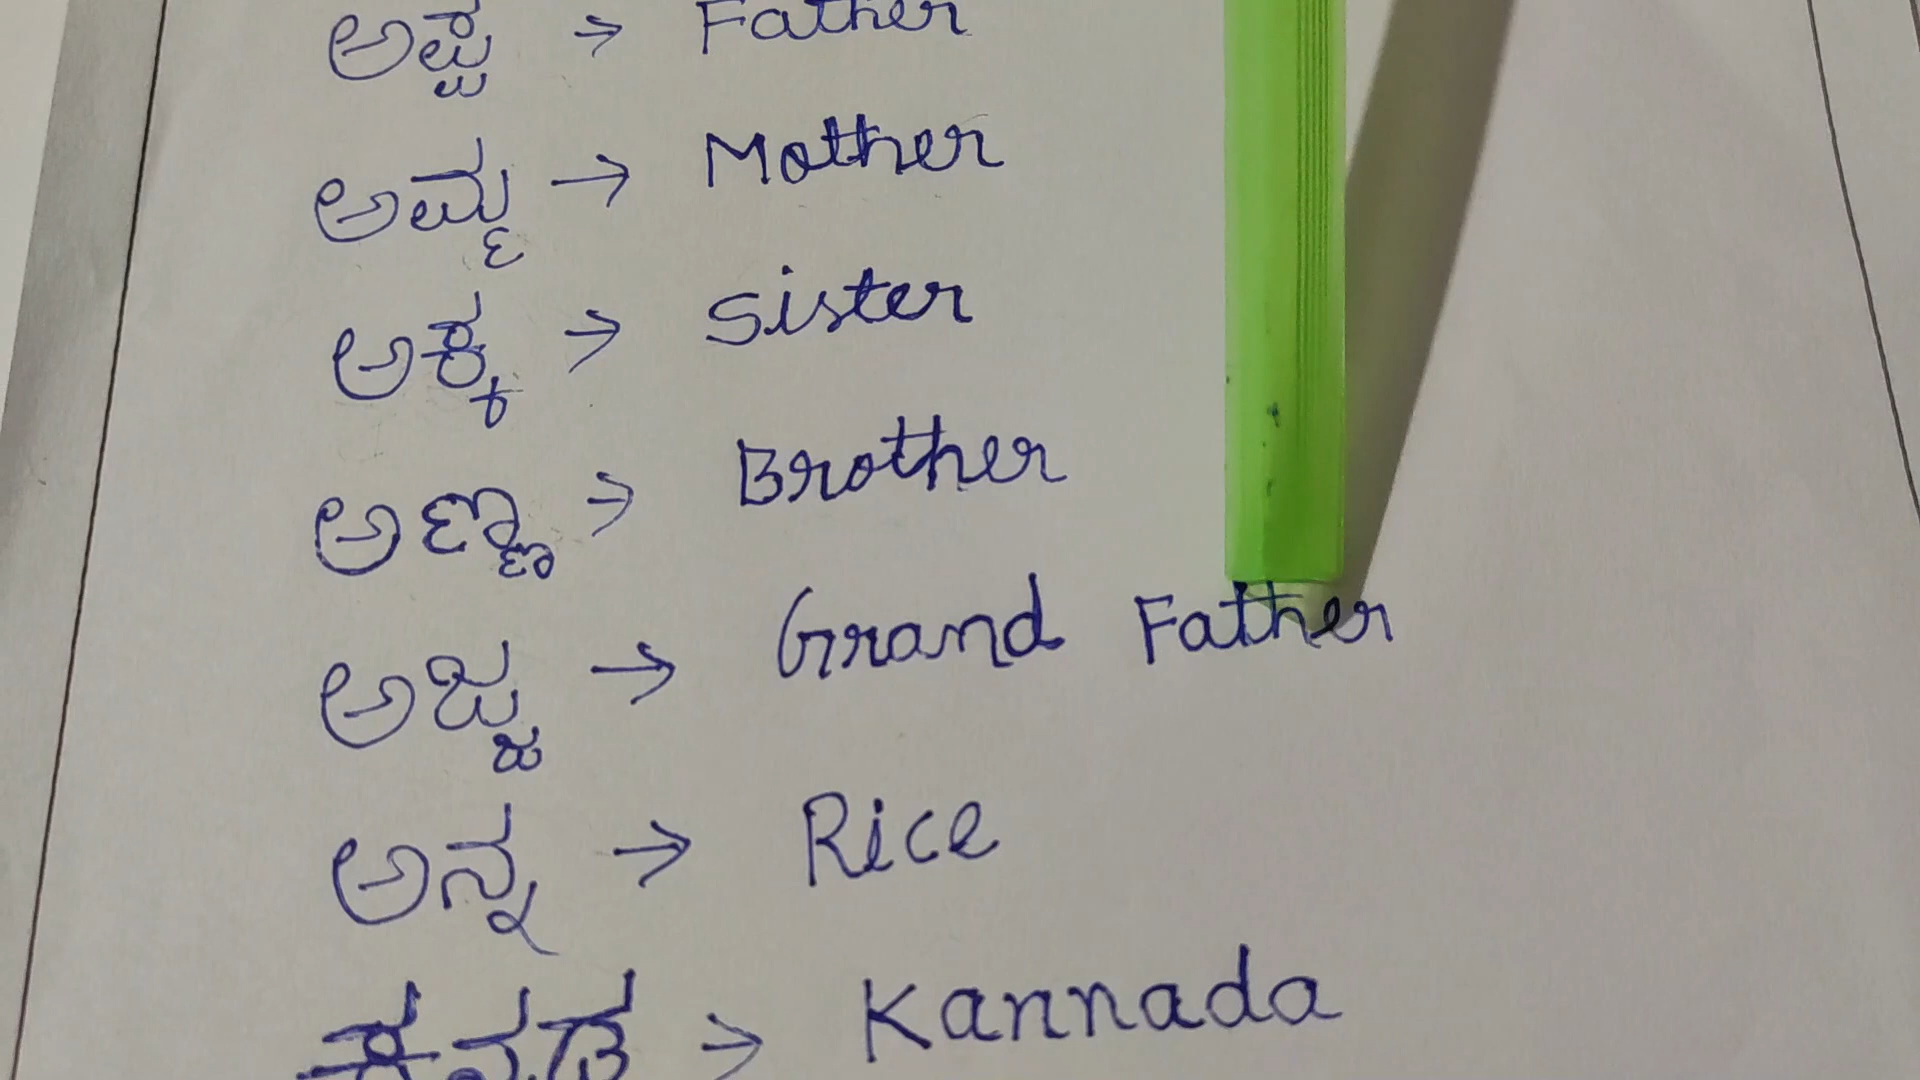 ಅಪ್ಪ → Father
ಅಮ್ಮ → Mother
ಅಕ್ಕ → Sister
ಅಣ್ಣಾ → Brother
ಅಜ್ಜ → Grand Father
ಅನ್ನ → Rice
ಕನ್ನಡ → Kannada